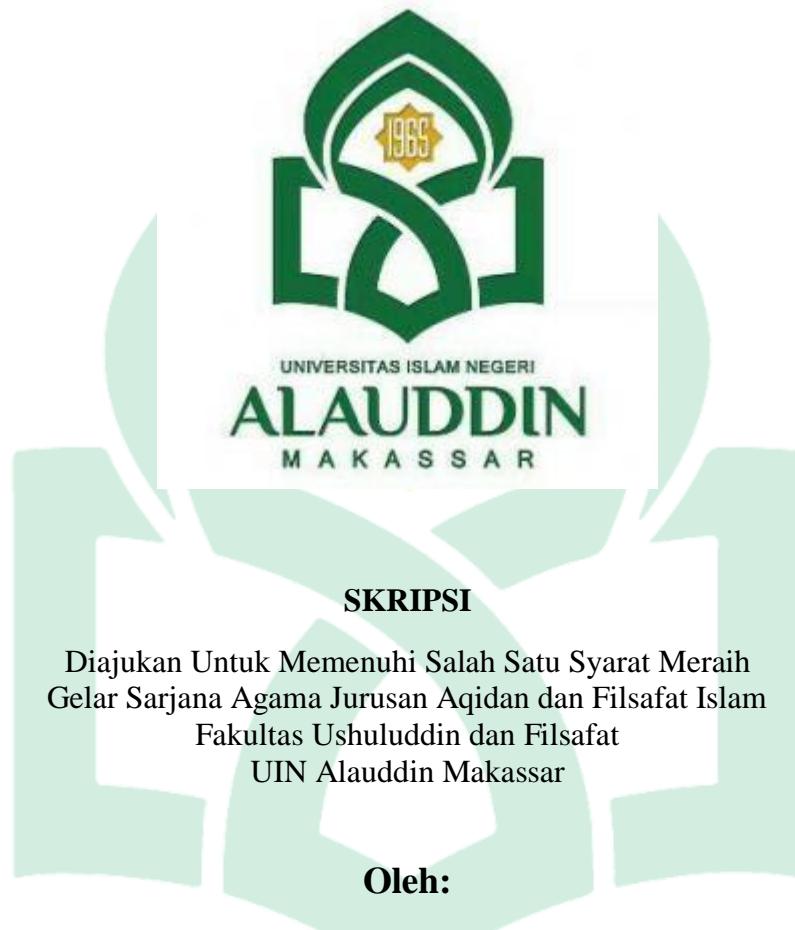 1965
UNIVERSITAS ISLAM NEGERI
ALAUDDIN
MAKASSAR
SKRIPSI
Diajukan Untuk Memenuhi Salah Satu Syarat Meraih
Gelar Sarjana Agama Jurusan Aqidan dan Filsafat Islam
Fakultas Ushuluddin dan Filsafat
UIN Alauddin Makassar
Oleh: